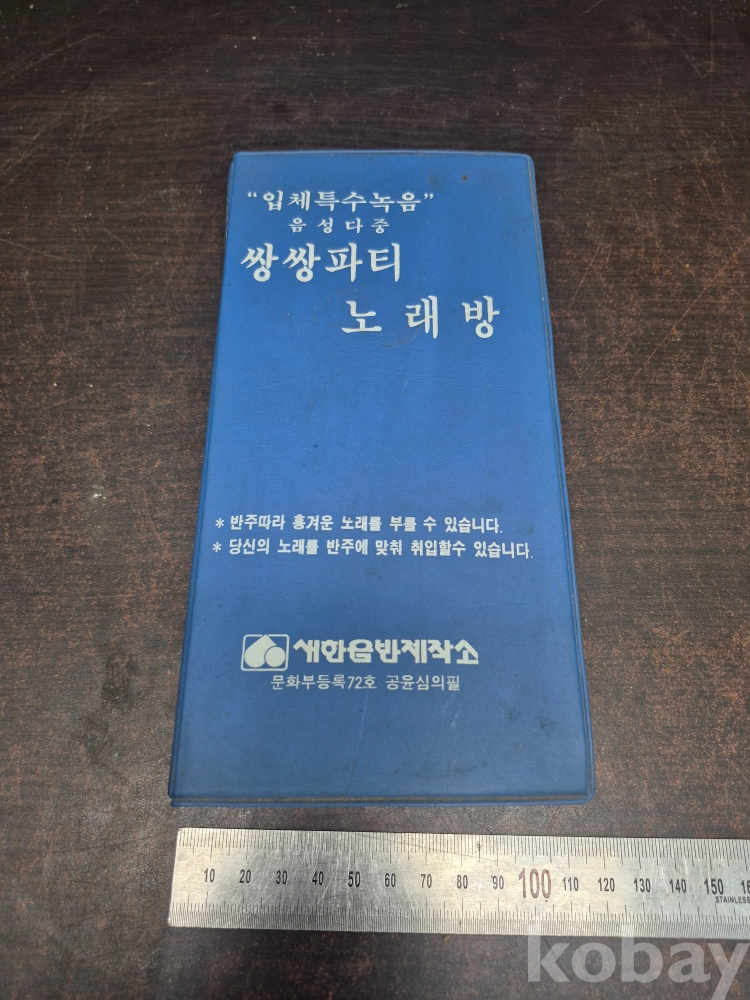 “입체특수녹음”
음성다중
쌍쌍파티
노래방
* 반주따라 흥겨운 노래를 부를 수 있습니다.
* 당신의 노래를 반주에 맞춰 취입할수 있습니다.
새한음반제작소
문화부등록72호 공윤심의필
10 20 30 40 50 60 70 80 90 100 110 120 130 140 150
STAINLESS
kobay